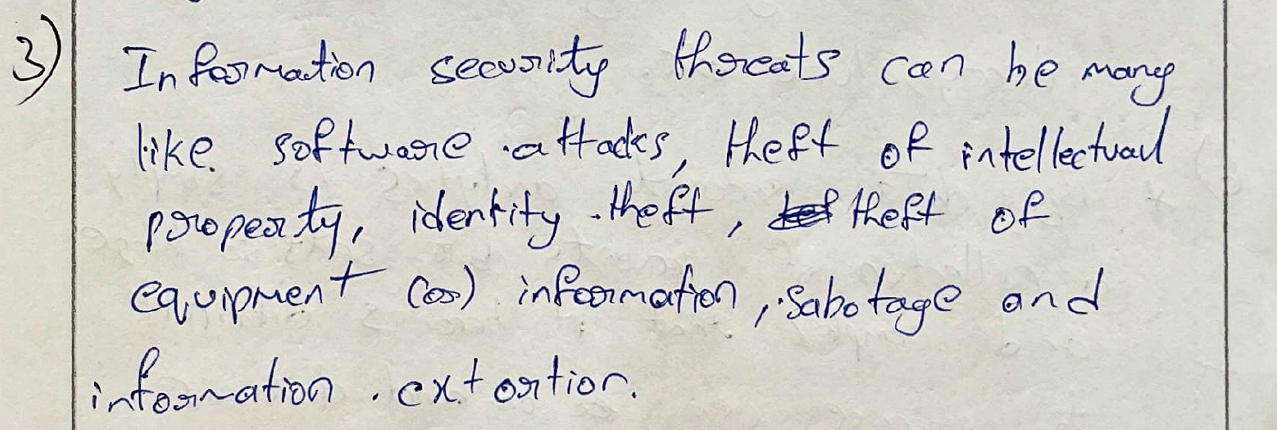 3) Information security threats can be many
like software attacks, theft of intellectual
property, identity theft, theft of
equipment (or) information, sabotage and
information extortion.